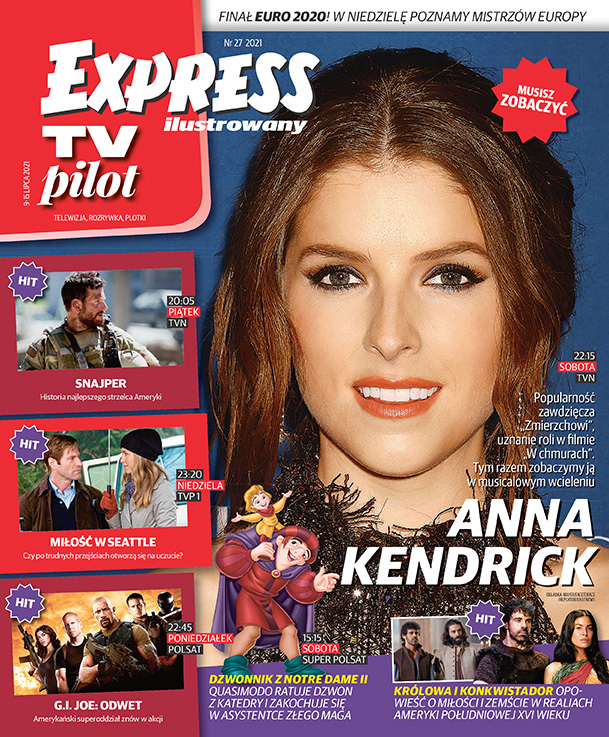 FINAŁ EURO 2020! W NIEDZIELĘ POZNAMY MISTRZÓW EUROPY
Nr 27 2021
EXPRESS
ilustrowany
TV
pilot
9-15 LIPCA 2021
TELEWIZJA, ROZRYWKA, PLOTKI
MUSISZ
ZOBACZYĆ
HIT
20:05
PIĄTEK
TVN
SNAJPER
Historia najlepszego strzelca Ameryki
HIT
23:20
NIEDZIELA
TVP 1
MIŁOŚĆ W SEATTLE
Czy po trudnych przejściach otworzą się na uczucie?
HIT
22:45
PONIEDZIAŁEK
POLSAT
G.I. JOE: ODWET
Amerykański superoddział znów w akcji
22:15
SOBOTA
TVN
Popularność
zawdzięcza
„Zmierzchowi”,
uznanie roli w filmie
„W chmurach”.
Tym razem zobaczymy ją
w musicalowym wcieleniu
ANNA
KENDRICK
15:15
SOBOTA
SUPER POLSAT
DZWONNIK Z NOTRE DAME II
QUASIMODO RATUJE DZWON
Z KATEDRY I ZAKOCHUJE SIĘ
W ASYSTENTCE ZŁEGO MAGA
HIT
KRÓLOWA I KONKWISTADOR OPO-
WIEŚĆ O MIŁOŚCI I ZEMŚCIE W REALIACH
AMERYKI POŁUDNIOWEJ XVI WIEKU